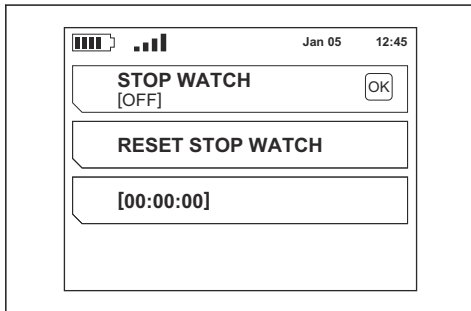 Jan 05 12:45
STOP WATCH
[OFF]
OK
RESET STOP WATCH
[00:00:00]